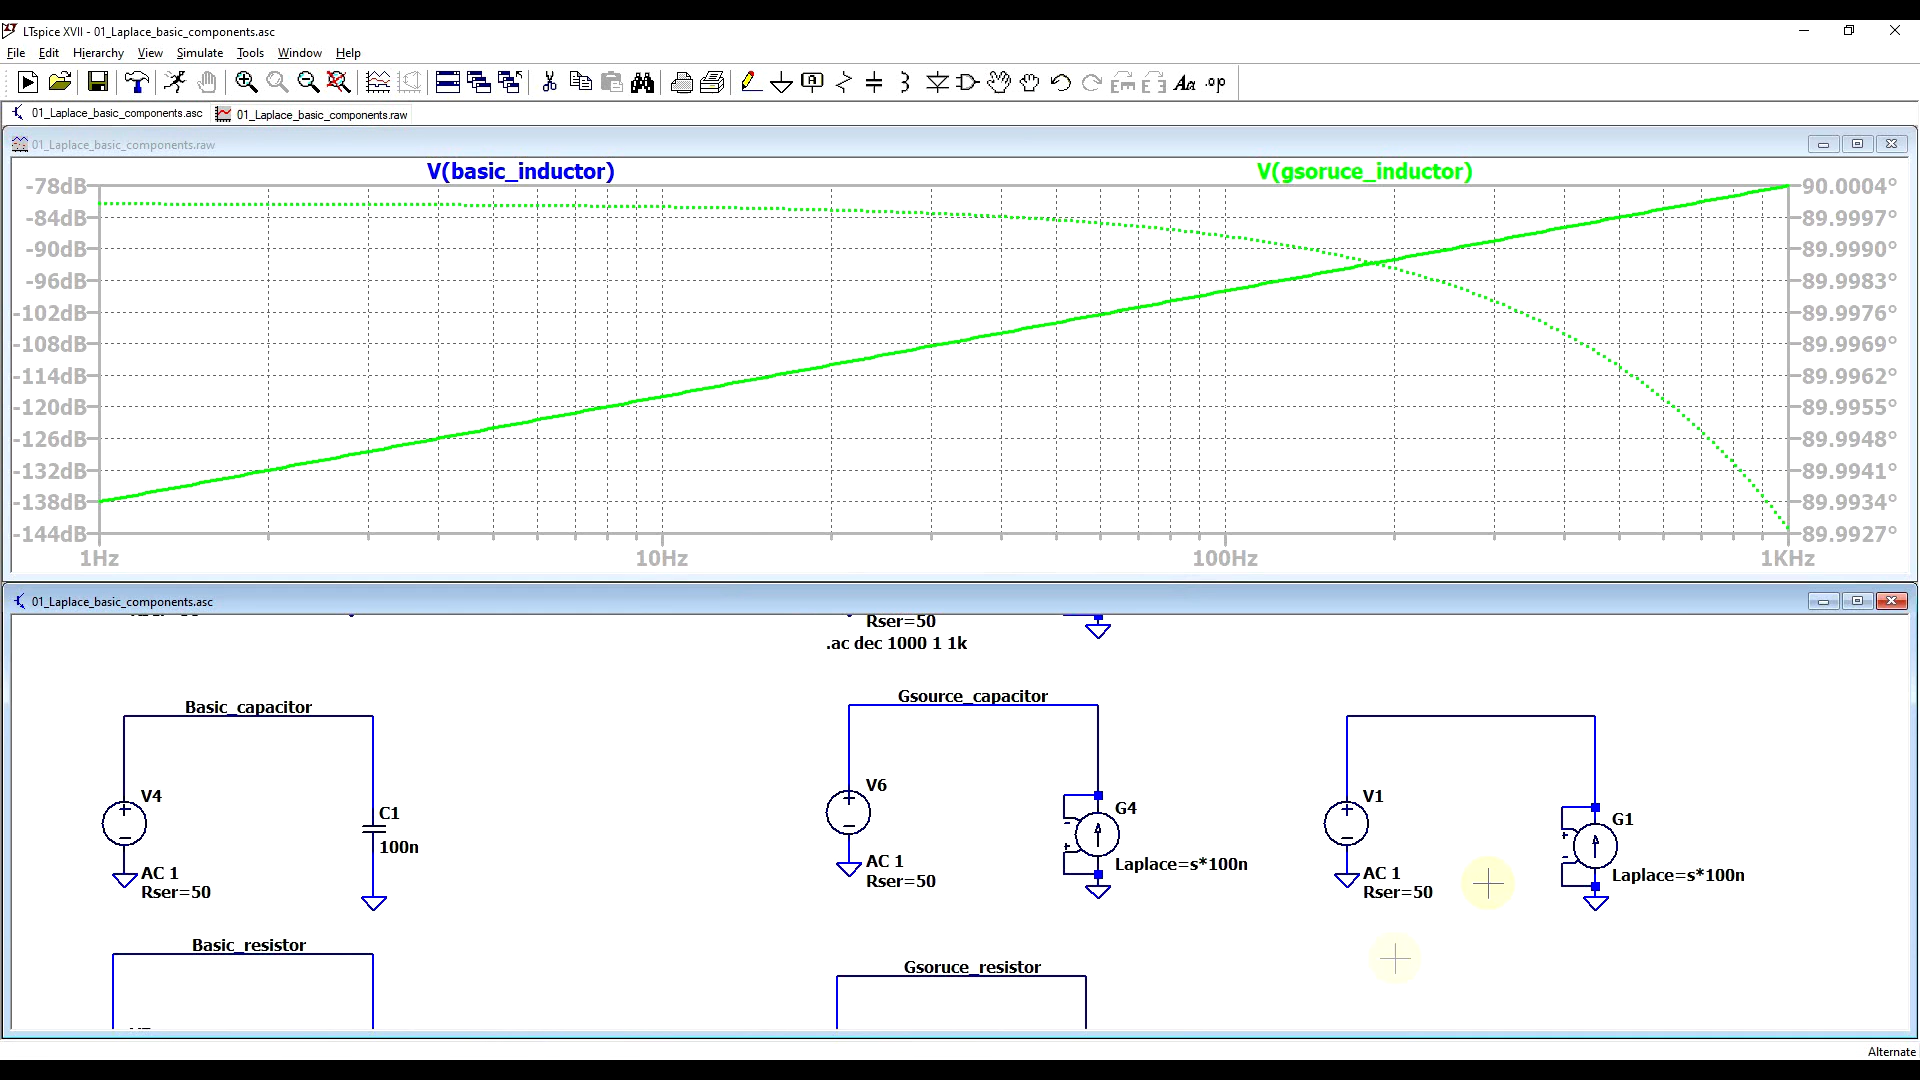 LTspice XVII - 01_Laplace_basic_components.asc
File Edit Hierarchy View Simulate Tools Window Help
Aa .op
01_Laplace_basic_components.asc 01_Laplace_basic_components.raw
01_Laplace_basic_components.raw
V(basic_inductor) V(gsoruce_inductor)
-78dB 90.0004°
-84dB 89.9997°
-90dB 89.9990°
-96dB 89.9983°
-102dB 89.9976°
-108dB 89.9969°
-114dB 89.9962°
-120dB 89.9955°
-126dB 89.9948°
-132dB 89.9941°
-138dB 89.9934°
-144dB 89.9927°
1Hz 10Hz 100Hz 1KHz
01_Laplace_basic_components.asc
Rser=50
.ac dec 1000 1 1k
Basic_capacitor
V4
C1
100n
AC 1
Rser=50
Gsource_capacitor
V6
G4
AC 1
Rser=50
Laplace=s*100n
V1
G1
AC 1
Rser=50
Laplace=s*100n
Basic_resistor
Gsoruce_resistor
Alternate